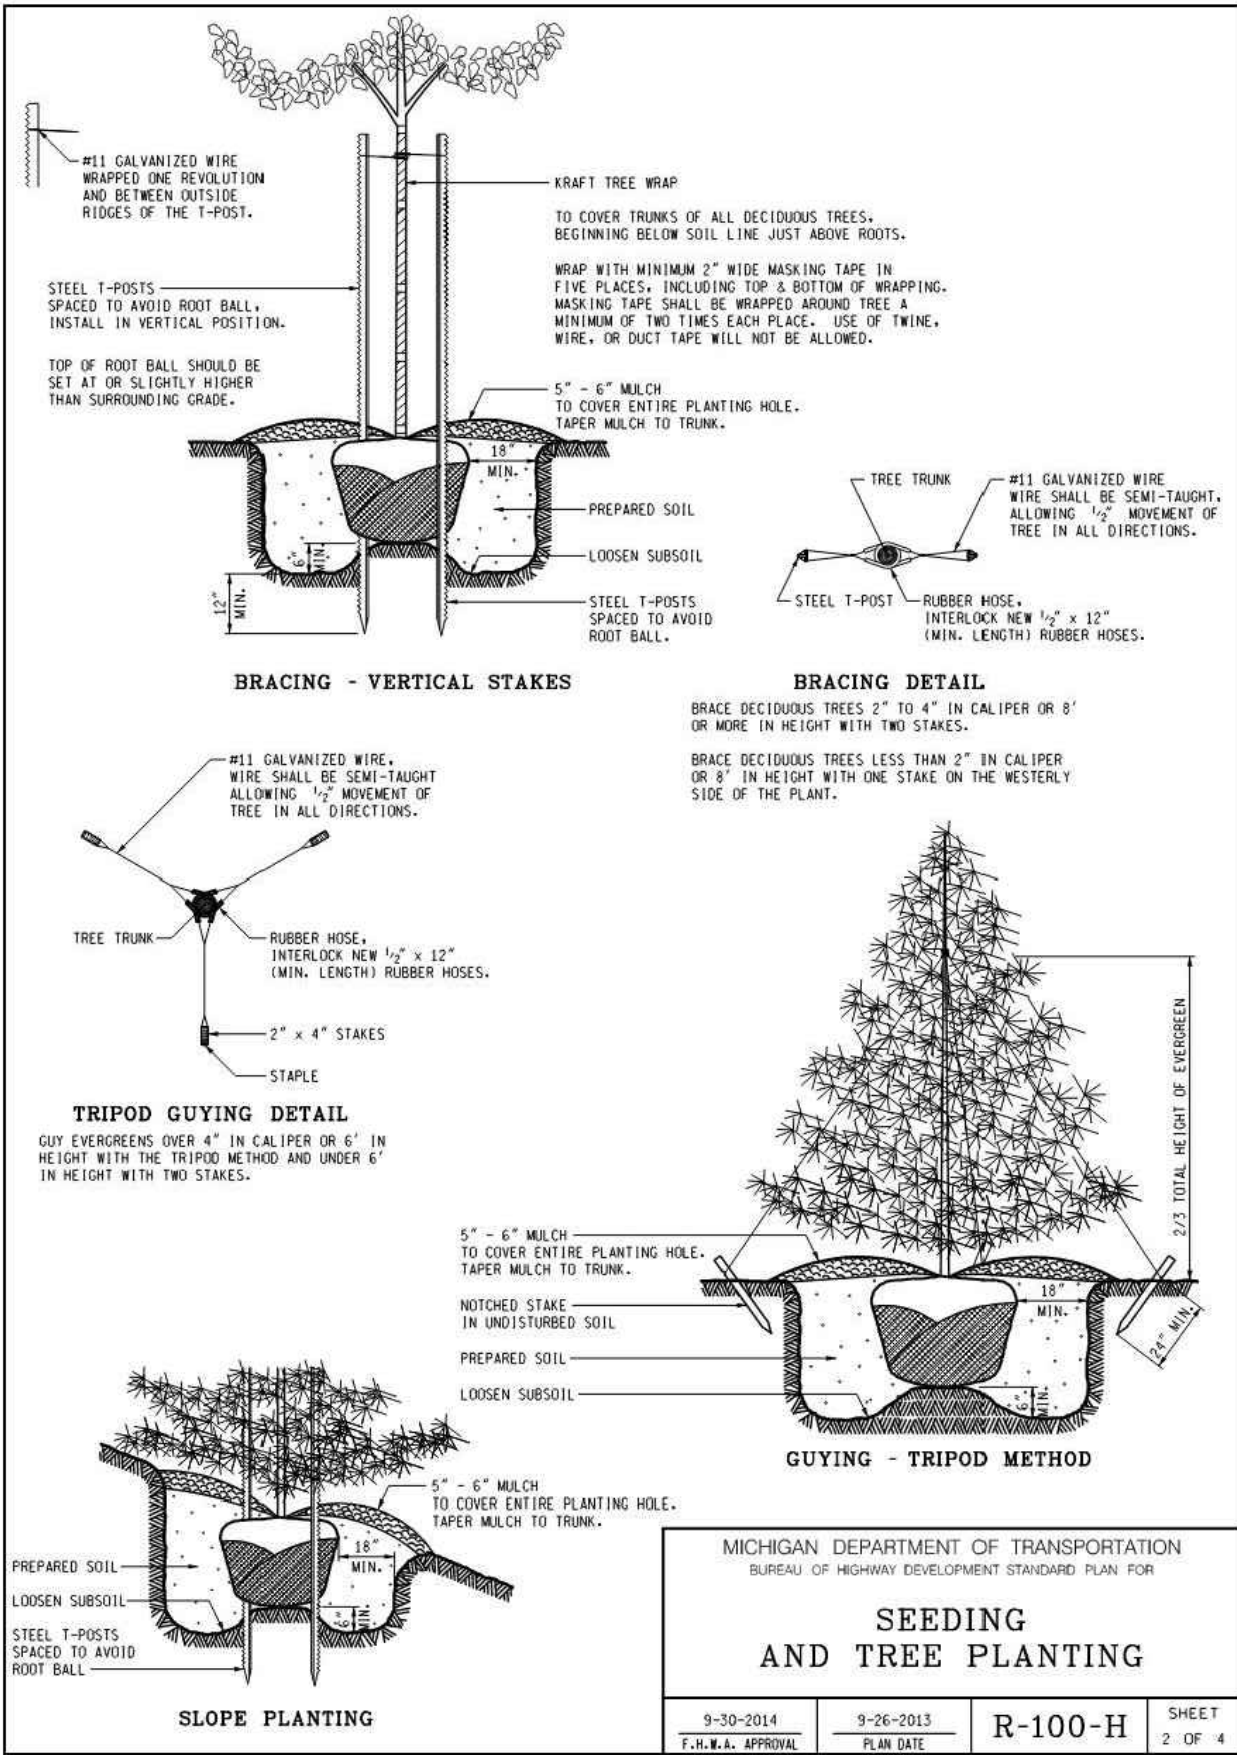 #11 GALVANIZED WIRE
WRAPPED ONE REVOLUTION
AND BETWEEN OUTSIDE
RIDGES OF THE T-POST.
STEEL T-POSTS
SPACED TO AVOID ROOT BALL,
INSTALL IN VERTICAL POSITION.
TOP OF ROOT BALL SHOULD BE
SET AT OR SLIGHTLY HIGHER
THAN SURROUNDING GRADE.
KRAFT TREE WRAP
TO COVER TRUNKS OF ALL DECIDUOUS TREES,
BEGINNING BELOW SOIL LINE JUST ABOVE ROOTS.
WRAP WITH MINIMUM 2" WIDE MASKING TAPE IN
FIVE PLACES, INCLUDING TOP & BOTTOM OF WRAPPING.
MASKING TAPE SHALL BE WRAPPED AROUND TREE A
MINIMUM OF TWO TIMES EACH PLACE. USE OF TWINE,
WIRE, OR DUCT TAPE WILL NOT BE ALLOWED.
5" - 6" MULCH
TO COVER ENTIRE PLANTING HOLE.
TAPER MULCH TO TRUNK.
18"
MIN.
PREPARED SOIL
LOOSEN SUBSOIL
6"
MIN.
12"
MIN.
STEEL T-POSTS
SPACED TO AVOID
ROOT BALL.
BRACING - VERTICAL STAKES
TREE TRUNK
#11 GALVANIZED WIRE
WIRE SHALL BE SEMI-TAUGHT,
ALLOWING 1/2" MOVEMENT OF
TREE IN ALL DIRECTIONS.
STEEL T-POST
RUBBER HOSE,
INTERLOCK NEW 1/2" x 12"
(MIN. LENGTH) RUBBER HOSES.
BRACING DETAIL
BRACE DECIDUOUS TREES 2" TO 4" IN CALIPER OR 8'
OR MORE IN HEIGHT WITH TWO STAKES.
BRACE DECIDUOUS TREES LESS THAN 2" IN CALIPER
OR 8' IN HEIGHT WITH ONE STAKE ON THE WESTERLY
SIDE OF THE PLANT.
#11 GALVANIZED WIRE,
WIRE SHALL BE SEMI-TAUGHT
ALLOWING 1/2" MOVEMENT OF
TREE IN ALL DIRECTIONS.
TREE TRUNK
RUBBER HOSE,
INTERLOCK NEW 1/2" x 12"
(MIN. LENGTH) RUBBER HOSES.
2" x 4" STAKES
STAPLE
TRIPOD GUYING DETAIL
GUY EVERGREENS OVER 4" IN CALIPER OR 6' IN
HEIGHT WITH THE TRIPOD METHOD AND UNDER 6'
IN HEIGHT WITH TWO STAKES.
2/3 TOTAL HEIGHT OF EVERGREEN
5" - 6" MULCH
TO COVER ENTIRE PLANTING HOLE.
TAPER MULCH TO TRUNK.
NOTCHED STAKE
IN UNDISTURBED SOIL
PREPARED SOIL
LOOSEN SUBSOIL
18"
MIN.
24" MIN.
6"
MIN.
GUYING - TRIPOD METHOD
5" - 6" MULCH
TO COVER ENTIRE PLANTING HOLE.
TAPER MULCH TO TRUNK.
18"
MIN.
6"
MIN.
PREPARED SOIL
LOOSEN SUBSOIL
STEEL T-POSTS
SPACED TO AVOID
ROOT BALL
SLOPE PLANTING
MICHIGAN DEPARTMENT OF TRANSPORTATION
BUREAU OF HIGHWAY DEVELOPMENT STANDARD PLAN FOR
SEEDING
AND TREE PLANTING
9-30-2014
F.H.W.A. APPROVAL
9-26-2013
PLAN DATE
R-100-H
SHEET
2 OF 4